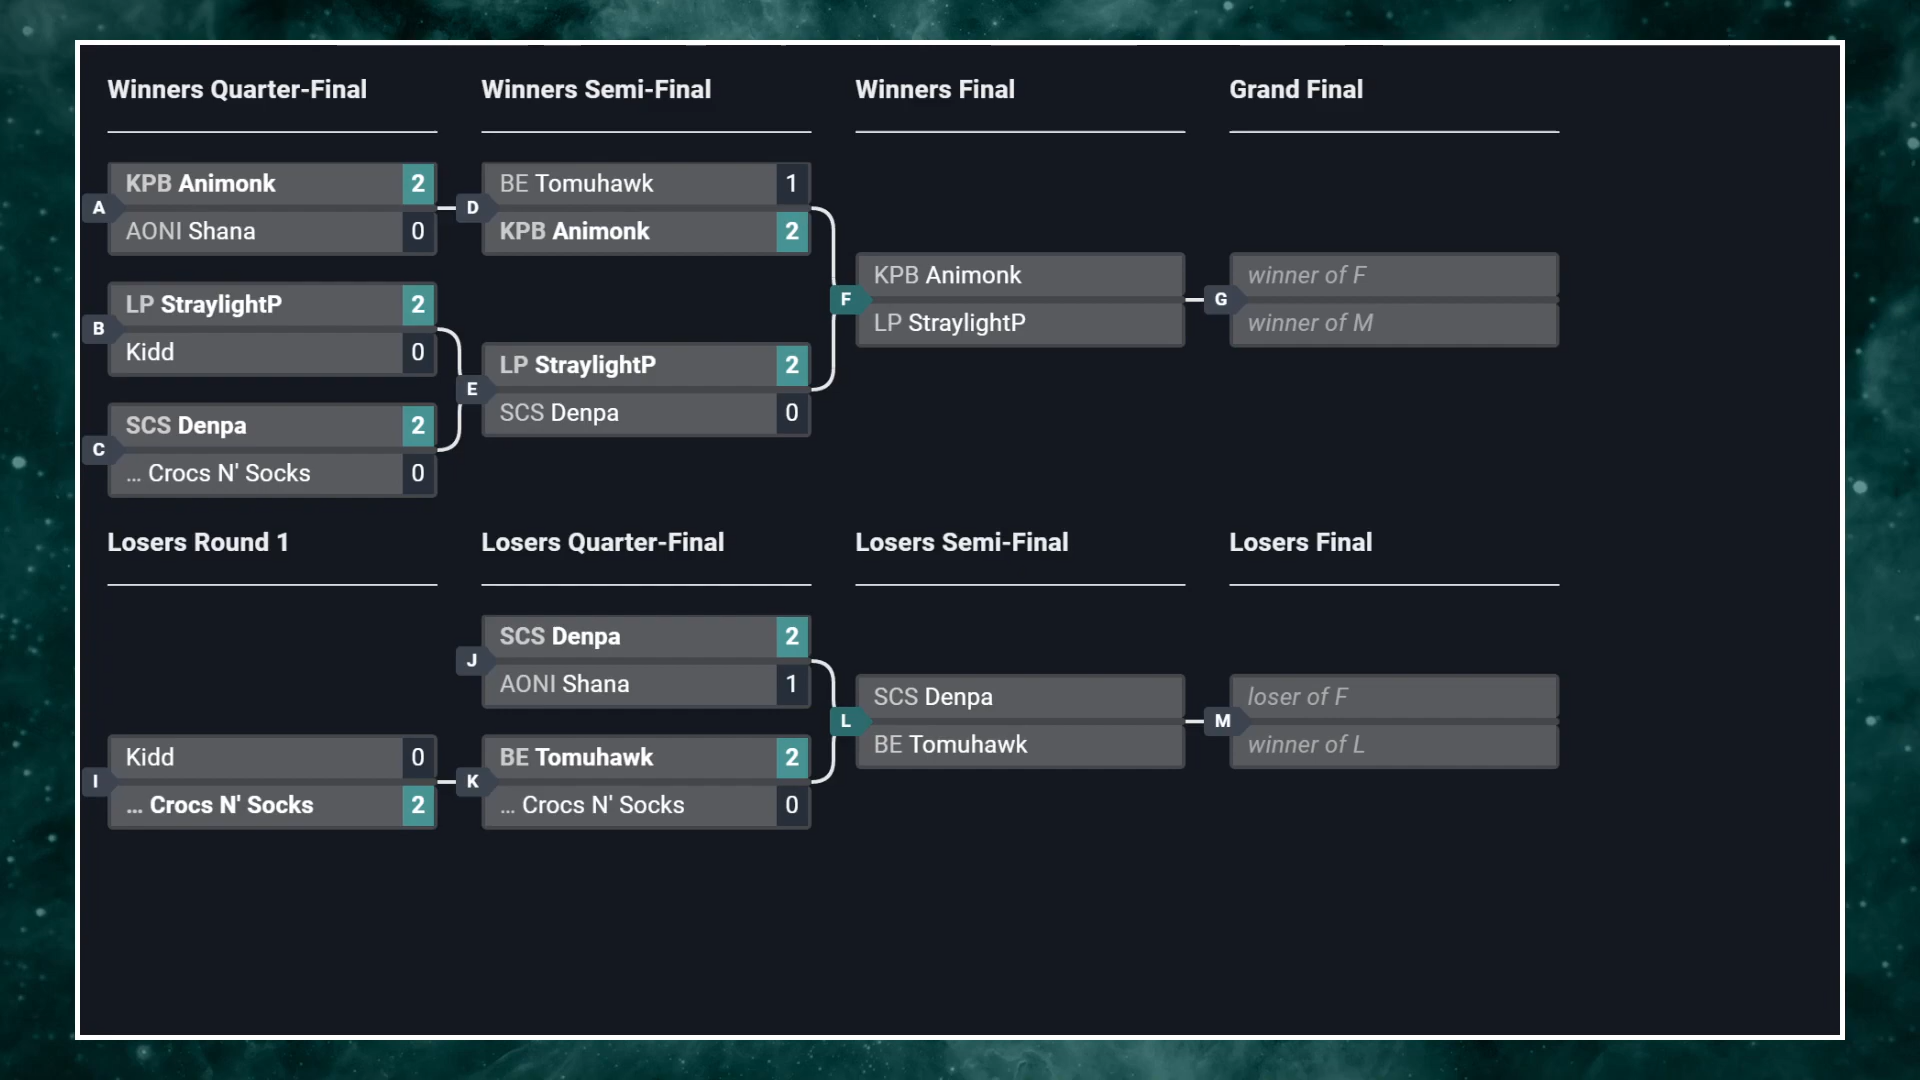 Winners Quarter-Final
Winners Semi-Final
Winners Final
Grand Final
A
KPB Animonk 2
AONI Shana 0
B
LP StraylightP 2
Kidd 0
C
SCS Denpa 2
... Crocs N' Socks 0
D
BE Tomuhawk 1
KPB Animonk 2
E
LP StraylightP 2
SCS Denpa 0
F
KPB Animonk
LP StraylightP
G
winner of F
winner of M
Losers Round 1
Losers Quarter-Final
Losers Semi-Final
Losers Final
I
Kidd 0
... Crocs N' Socks 2
J
SCS Denpa 2
AONI Shana 1
K
BE Tomuhawk 2
... Crocs N' Socks 0
L
SCS Denpa
BE Tomuhawk
M
loser of F
winner of L